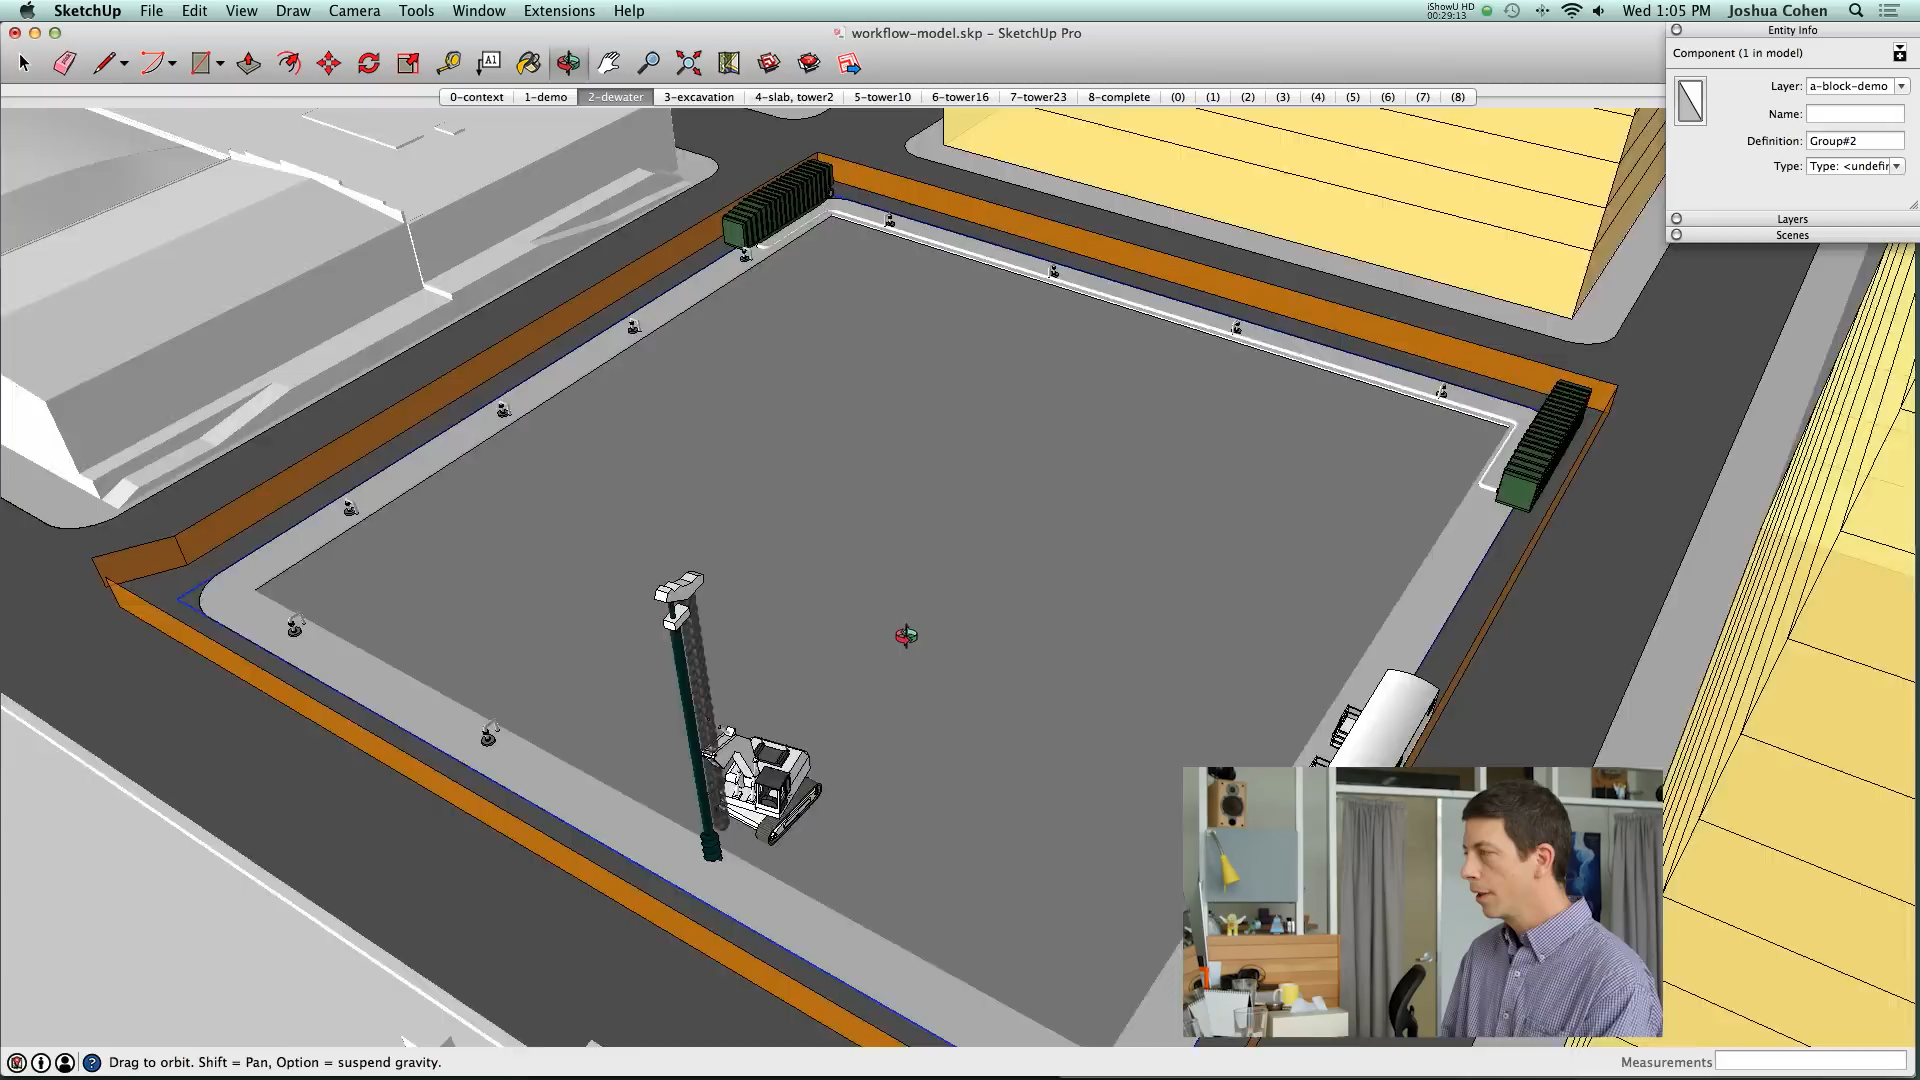 SketchUp File Edit View Draw Camera Tools Window Extensions Help iShowU HD 00:29:13 Wed 1:05 PM Joshua Cohen
workflow-model.skp – SketchUp Pro
A1
0-context 1-demo 2-dewater 3-excavation 4-slab, tower2 5-tower10 6-tower16 7-tower23 8-complete (0) (1) (2) (3) (4) (5) (6) (7) (8)
Entity Info
Component (1 in model)
Layer: a-block-demo
Name:
Definition: Group#2
Type: Type: <undefir
Layers
Scenes
Drag to orbit. Shift = Pan, Option = suspend gravity.
Measurements